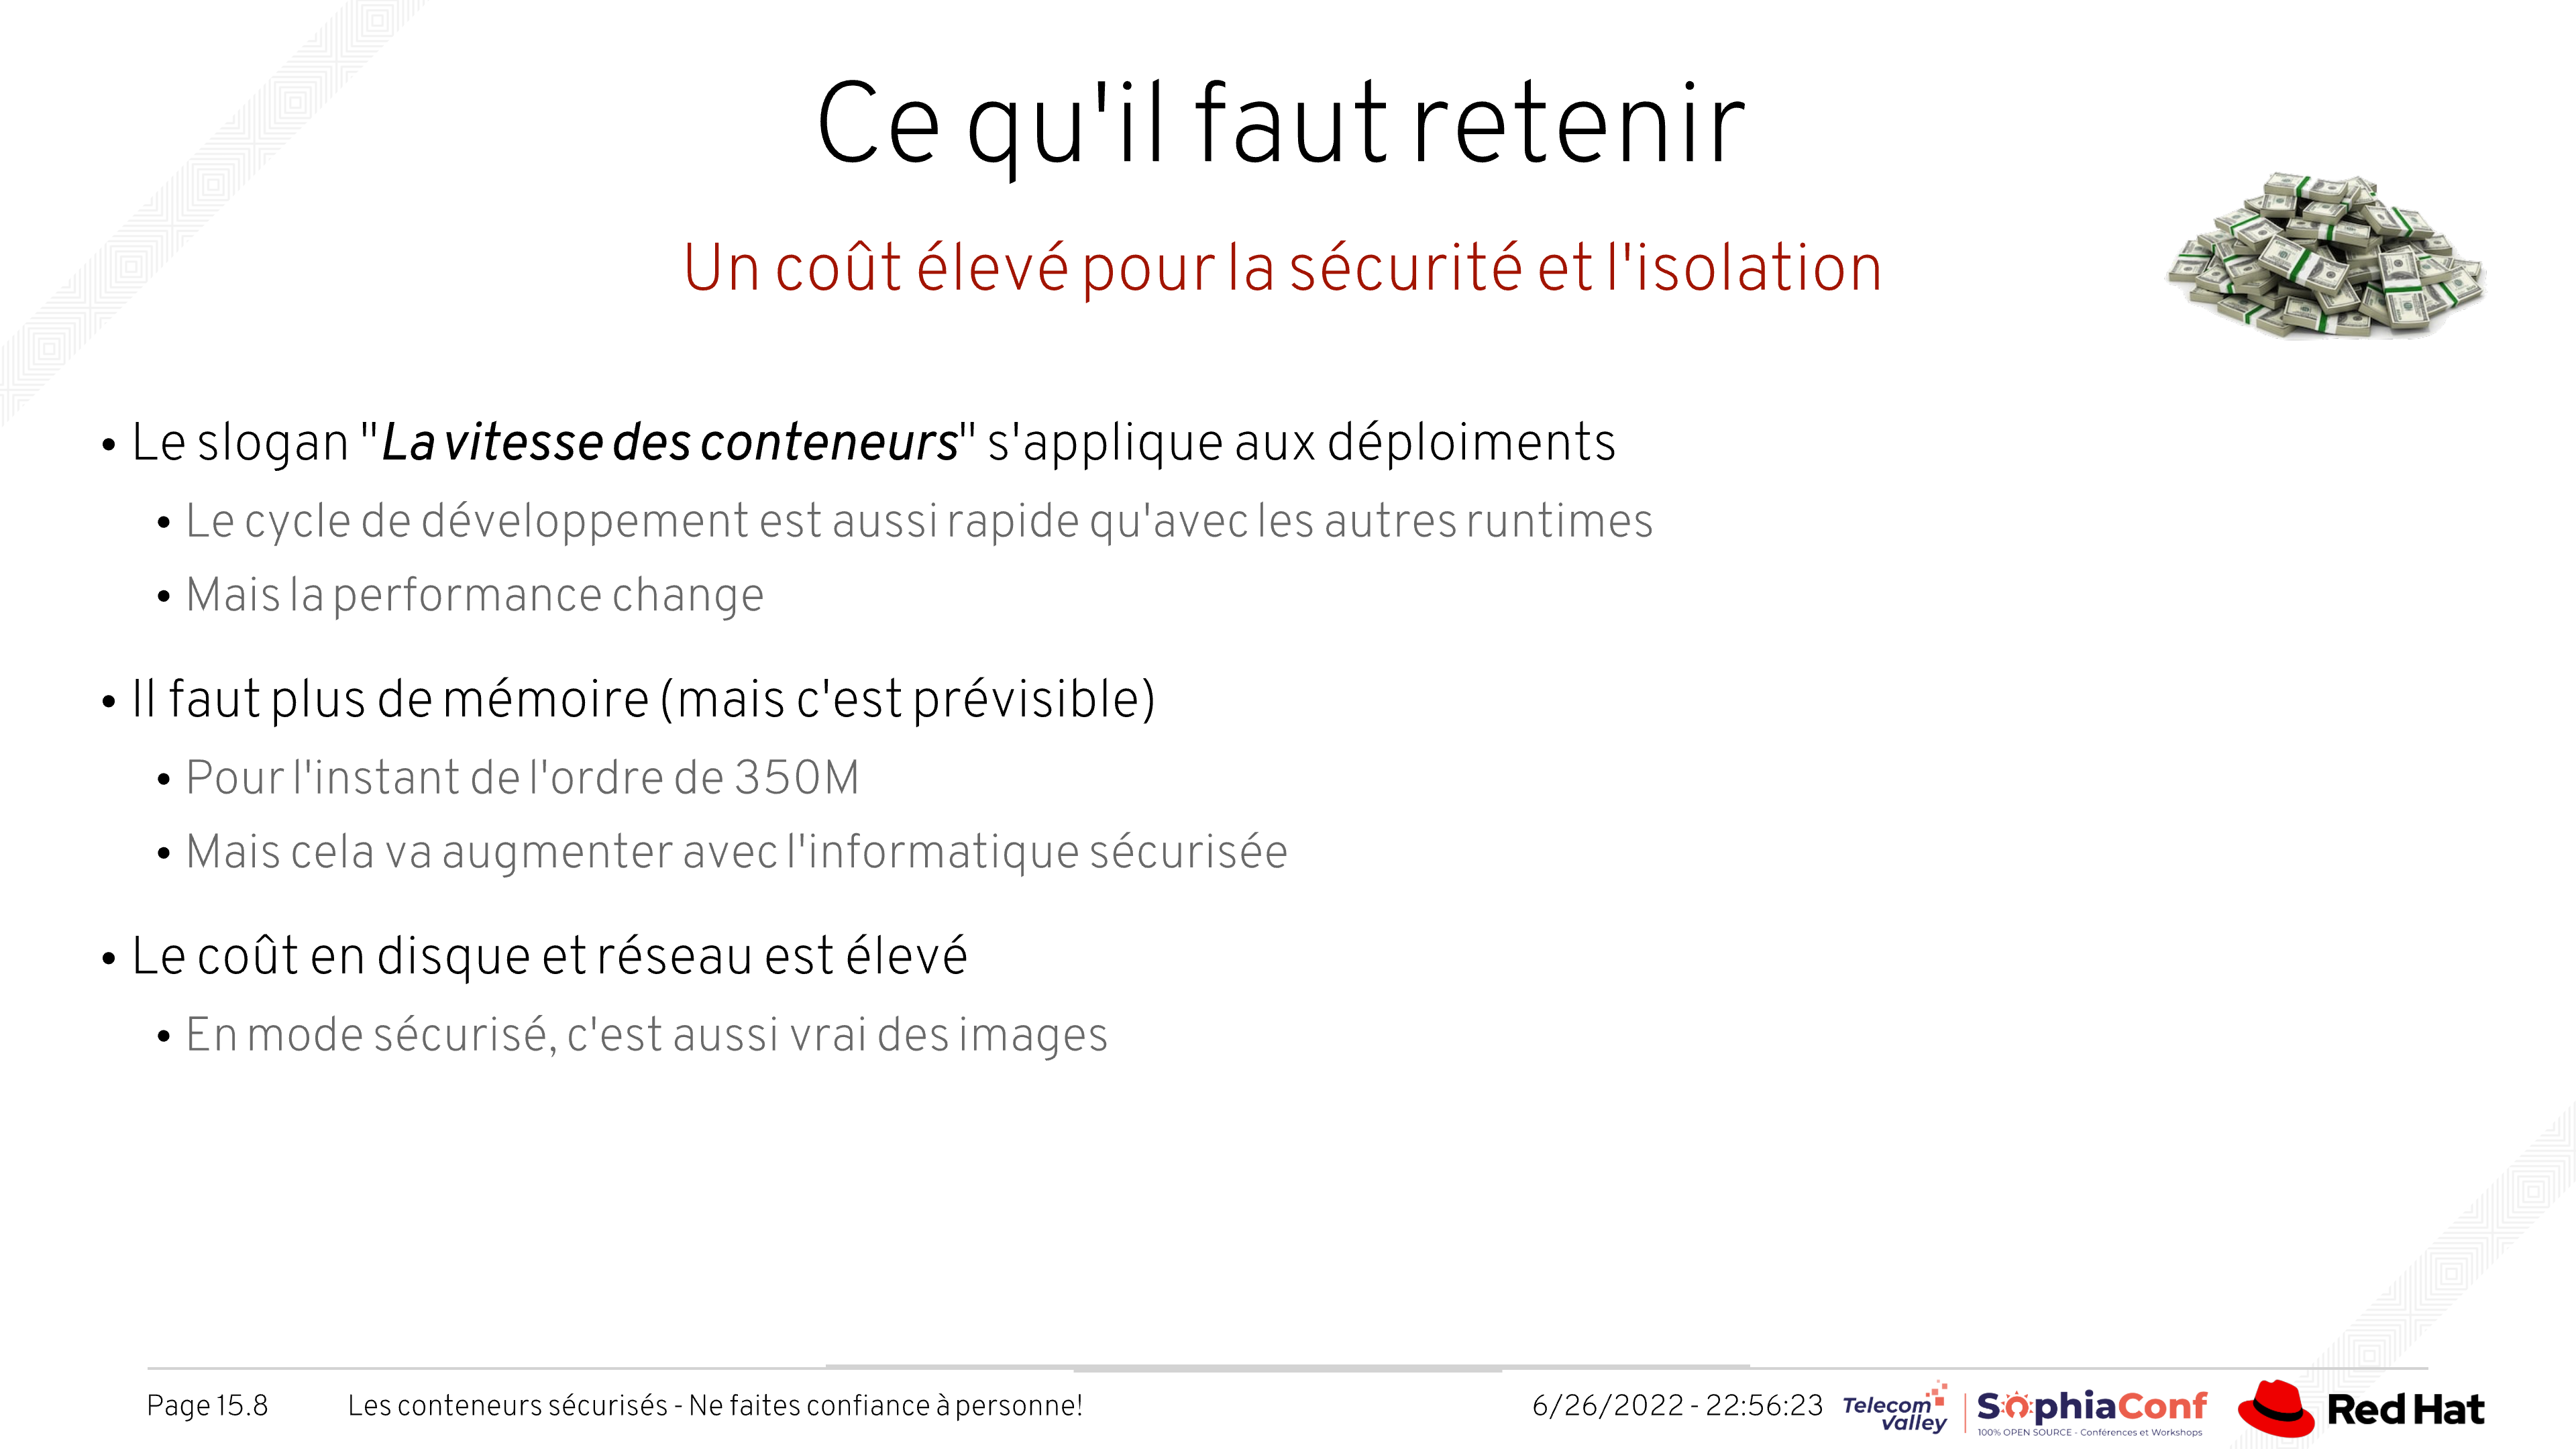 Ce qu'il faut retenir
Un coût élevé pour la sécurité et l'isolation
• Le slogan "La vitesse des conteneurs" s'applique aux déploiments
• Le cycle de développement est aussi rapide qu'avec les autres runtimes
• Mais la performance change
• Il faut plus de mémoire (mais c'est prévisible)
• Pour l'instant de l'ordre de 350M
• Mais cela va augmenter avec l'informatique sécurisée
• Le coût en disque et réseau est élevé
• En mode sécurisé, c'est aussi vrai des images
Page 15.8 Les conteneurs sécurisés - Ne faites confiance à personne! 6/26/2022 - 22:56:23
Telecom Valley
SophiaConf
100% OPEN SOURCE - Conférences et Workshops
Red Hat